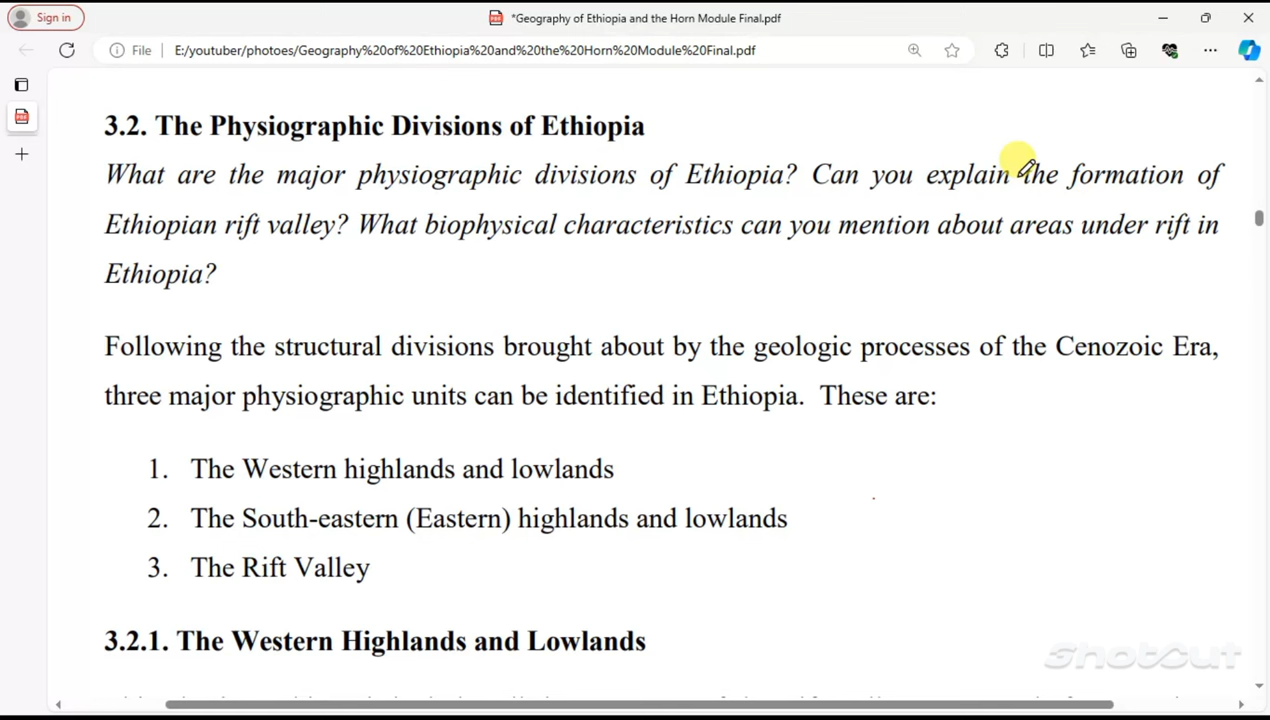 Sign in
*Geography of Ethiopia and the Horn Module Final.pdf
File
E:/youtuber/photoes/Geography%20of%20Ethiopia%20and%20the%20Horn%20Module%20Final.pdf
3.2. The Physiographic Divisions of Ethiopia
What are the major physiographic divisions of Ethiopia? Can you explain the formation of
Ethiopian rift valley? What biophysical characteristics can you mention about areas under rift in
Ethiopia?
Following the structural divisions brought about by the geologic processes of the Cenozoic Era,
three major physiographic units can be identified in Ethiopia. These are:
1. The Western highlands and lowlands
2. The South-eastern (Eastern) highlands and lowlands
3. The Rift Valley
3.2.1. The Western Highlands and Lowlands
ShotCut